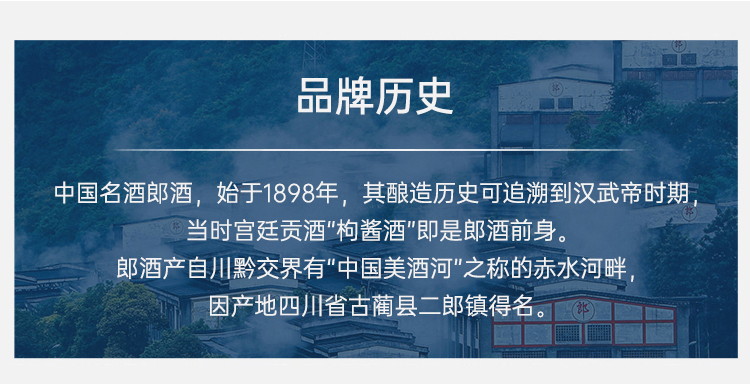 品牌历史
中国名酒郎酒，始于1898年，其酿造历史可追溯到汉武帝时期，
当时宫廷贡酒“枸酱酒”即是郎酒前身。
郎酒产自川黔交界有“中国美酒河”之称的赤水河畔，
因产地四川省古蔺县二郎镇得名。
郎
郎
郎